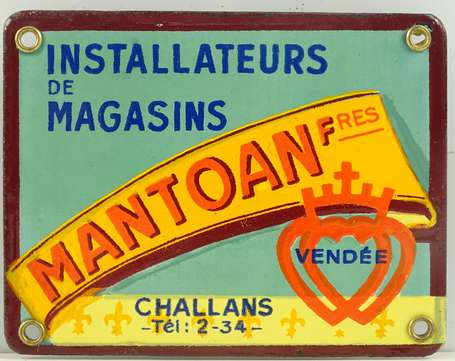 INSTALLATEURS
DE
MAGASINS
MANTOAN FRES
VENDÉE
CHALLANS
-Tél: 2-34-